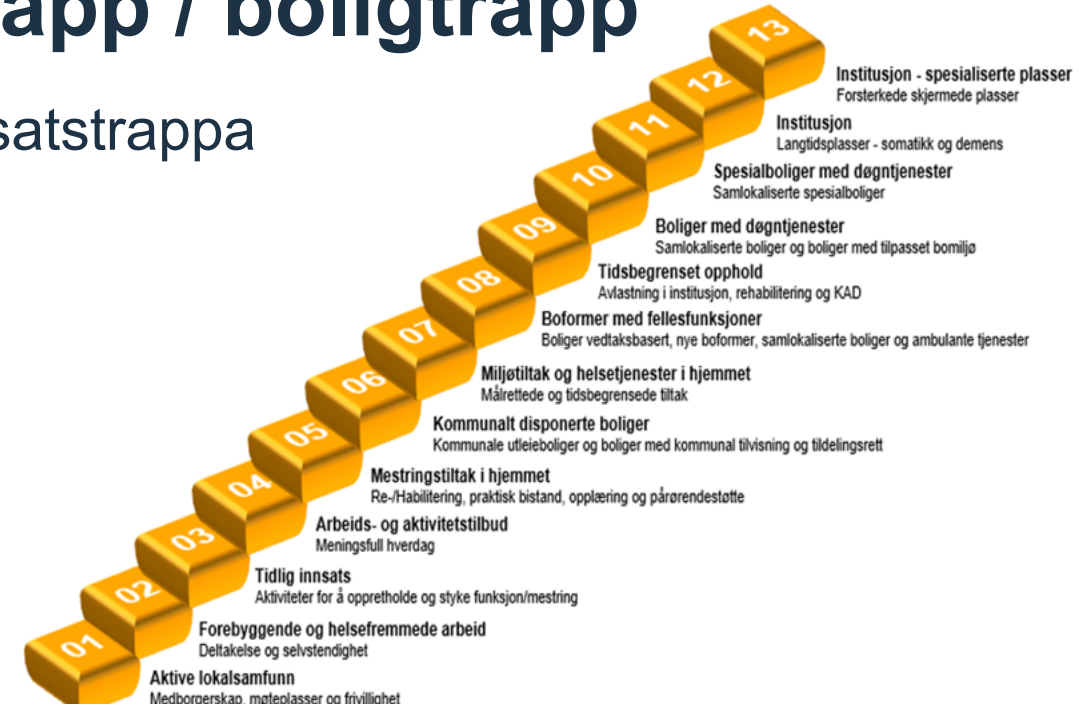 / boligtrapp
13
Institusjon - spesialiserte plasser
Forsterkede skjermede plasser
12
Institusjon
Langtidsplasser - somatikk og demens
11
Spesialboliger med døgntjenester
Samlokaliserte spesialboliger
10
Boliger med døgntjenester
Samlokaliserte boliger og boliger med tilpasset bomiljø
09
Tidsbegrenset opphold
Avlastning i institusjon, rehabilitering og KAD
08
Boformer med fellesfunksjoner
Boliger vedtaksbasert, nye boformer, samlokaliserte boliger og ambulante tjenester
07
Miljøtiltak og helsetjenester i hjemmet
Målrettede og tidsbegrensede tiltak
06
Kommunalt disponerte boliger
Kommunale utleieboliger og boliger med kommunal tilvisning og tildelingsrett
05
Mestringstiltak i hjemmet
Re-/Habilitering, praktisk bistand, opplæring og pårørendestøtte
04
Arbeids- og aktivitetstilbud
Meningsfull hverdag
03
Tidlig innsats
Aktiviteter for å oppretholde og styke funksjon/mestring
02
Forebyggende og helsefremmede arbeid
Deltakelse og selvstendighet
01
Aktive lokalsamfunn
Medborgerskap, møteplasser og frivillighet